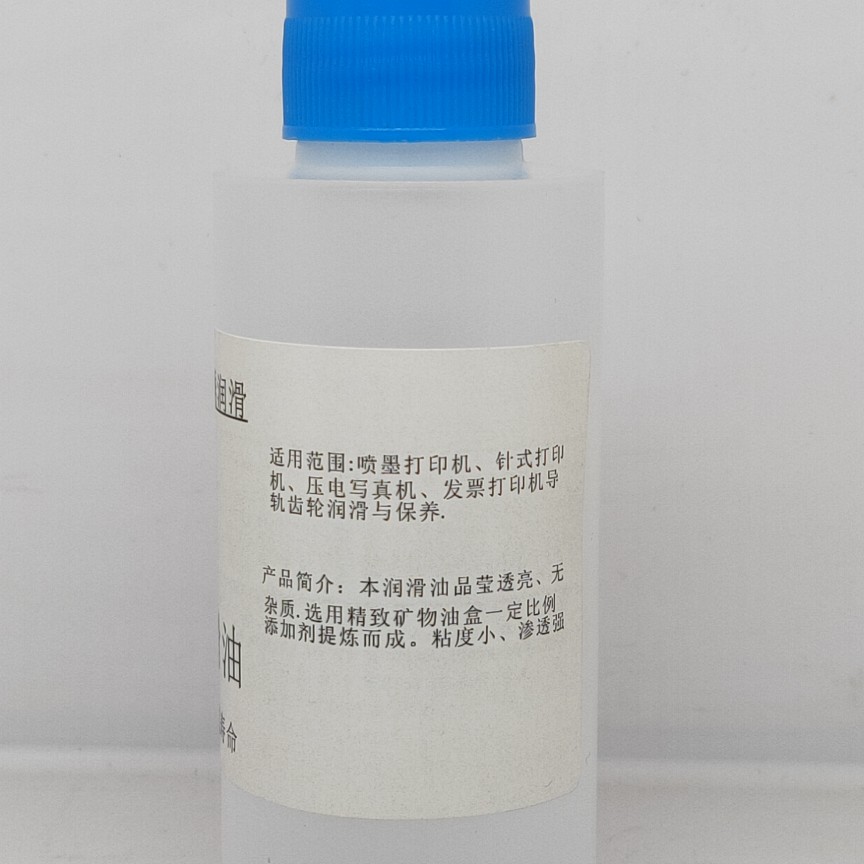 润滑
适用范围:喷墨打印机、针式打印
机、压电写真机、发票打印机导
轨齿轮润滑与保养.
产品简介：本润滑油品莹透亮、无
杂质.选用精致矿物油盒一定比例
添加剂提炼而成。粘度小、渗透强
油
寿命